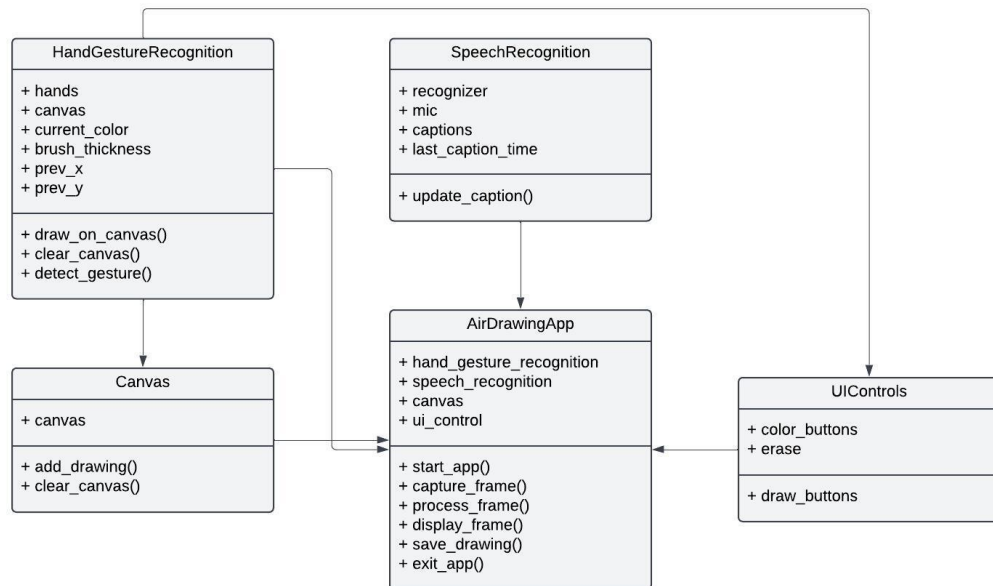 HandGestureRecognition
+ hands
+ canvas
+ current_color
+ brush_thickness
+ prev_x
+ prev_y
+ draw_on_canvas()
+ clear_canvas()
+ detect_gesture()
SpeechRecognition
+ recognizer
+ mic
+ captions
+ last_caption_time
+ update_caption()
Canvas
+ canvas
+ add_drawing()
+ clear_canvas()
AirDrawingApp
+ hand_gesture_recognition
+ speech_recognition
+ canvas
+ ui_control
+ start_app()
+ capture_frame()
+ process_frame()
+ display_frame()
+ save_drawing()
+ exit_app()
UIControls
+ color_buttons
+ erase
+ draw_buttons